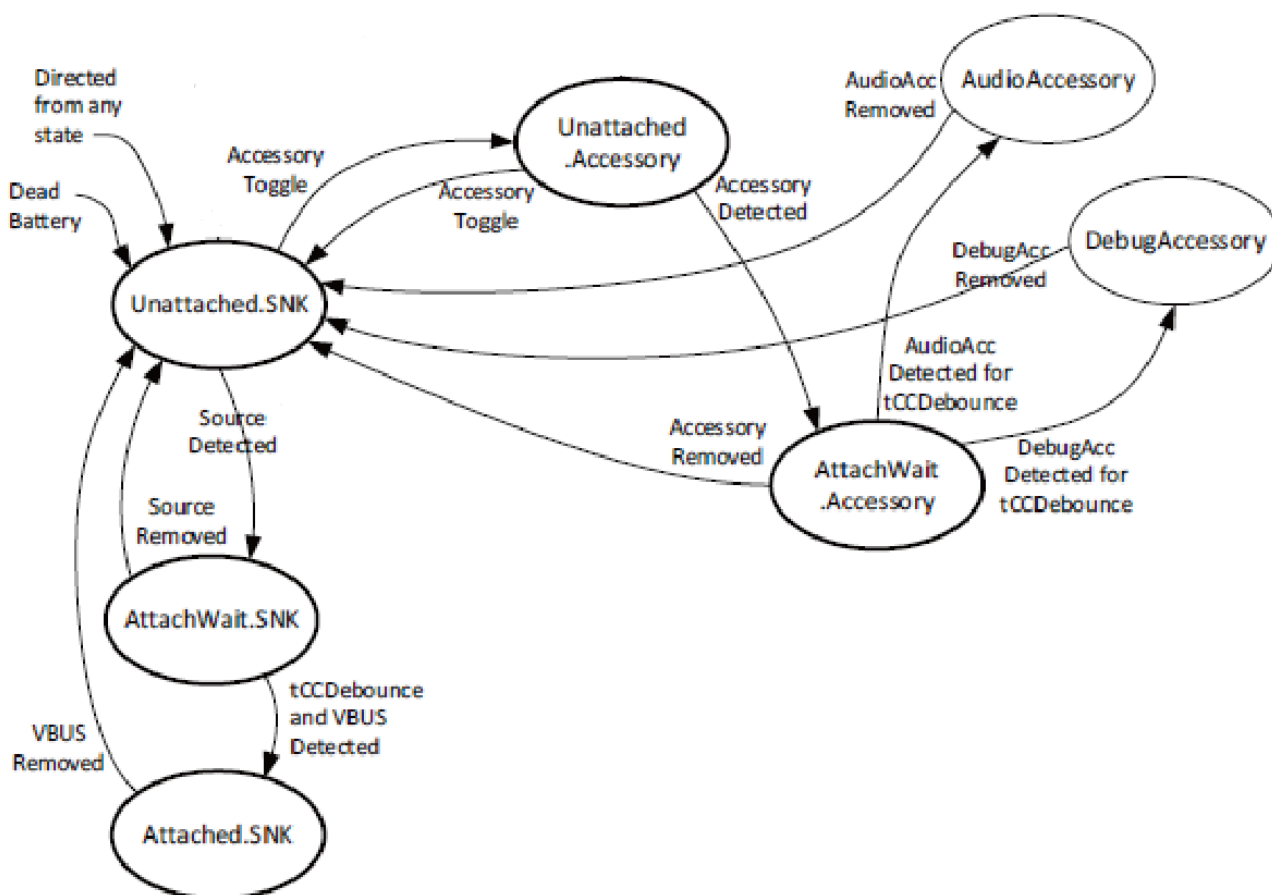 Directed
from any
state
Dead
Battery
Accessory
Toggle
Accessory
Toggle
Unattached
.Accessory
Accessory
Detected
AudioAcc
Removed
AudioAccessory
DebugAcc
Removed
DebugAccessory
Unattached.SNK
AudioAcc
Detected for
tCCDebounce
Accessory
Removed
AttachWait
.Accessory
DebugAcc
Detected for
tCCDebounce
Source
Detected
Source
Removed
AttachWait.SNK
tCCDebounce
and VBUS
Detected
VBUS
Removed
Attached.SNK